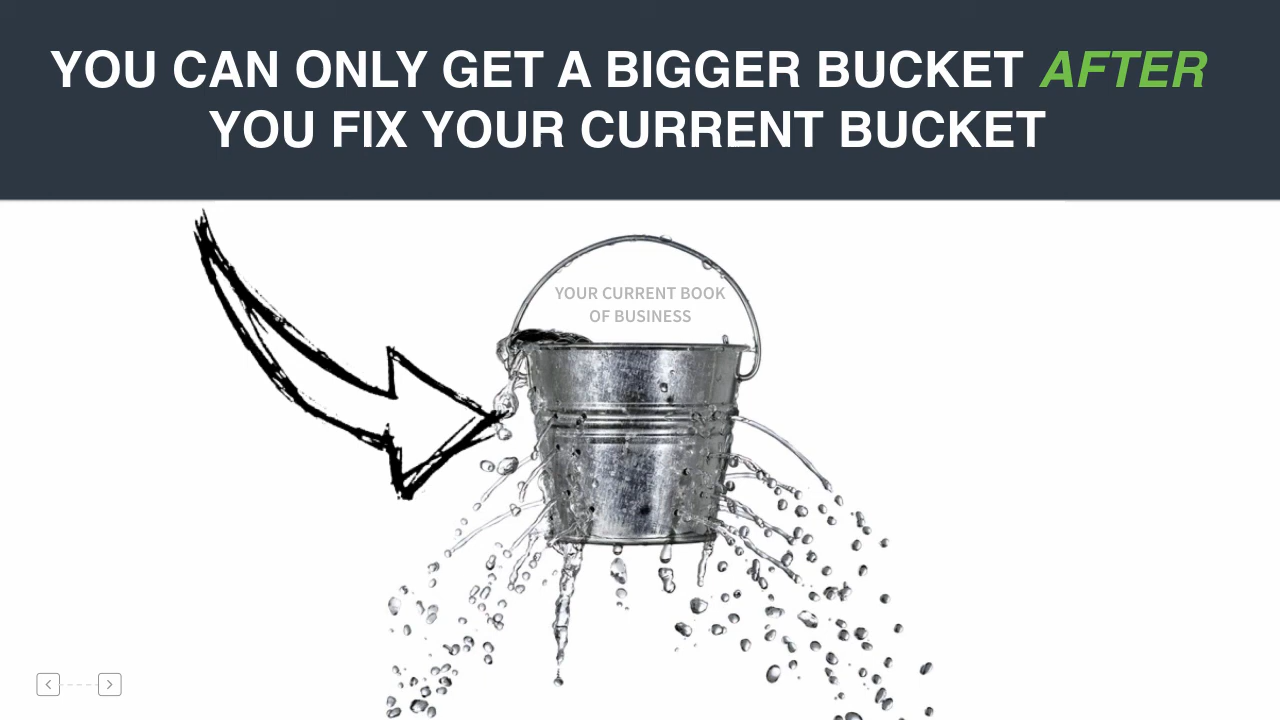 YOU CAN ONLY GET A BIGGER BUCKET AFTER
YOU FIX YOUR CURRENT BUCKET
YOUR CURRENT BOOK
OF BUSINESS